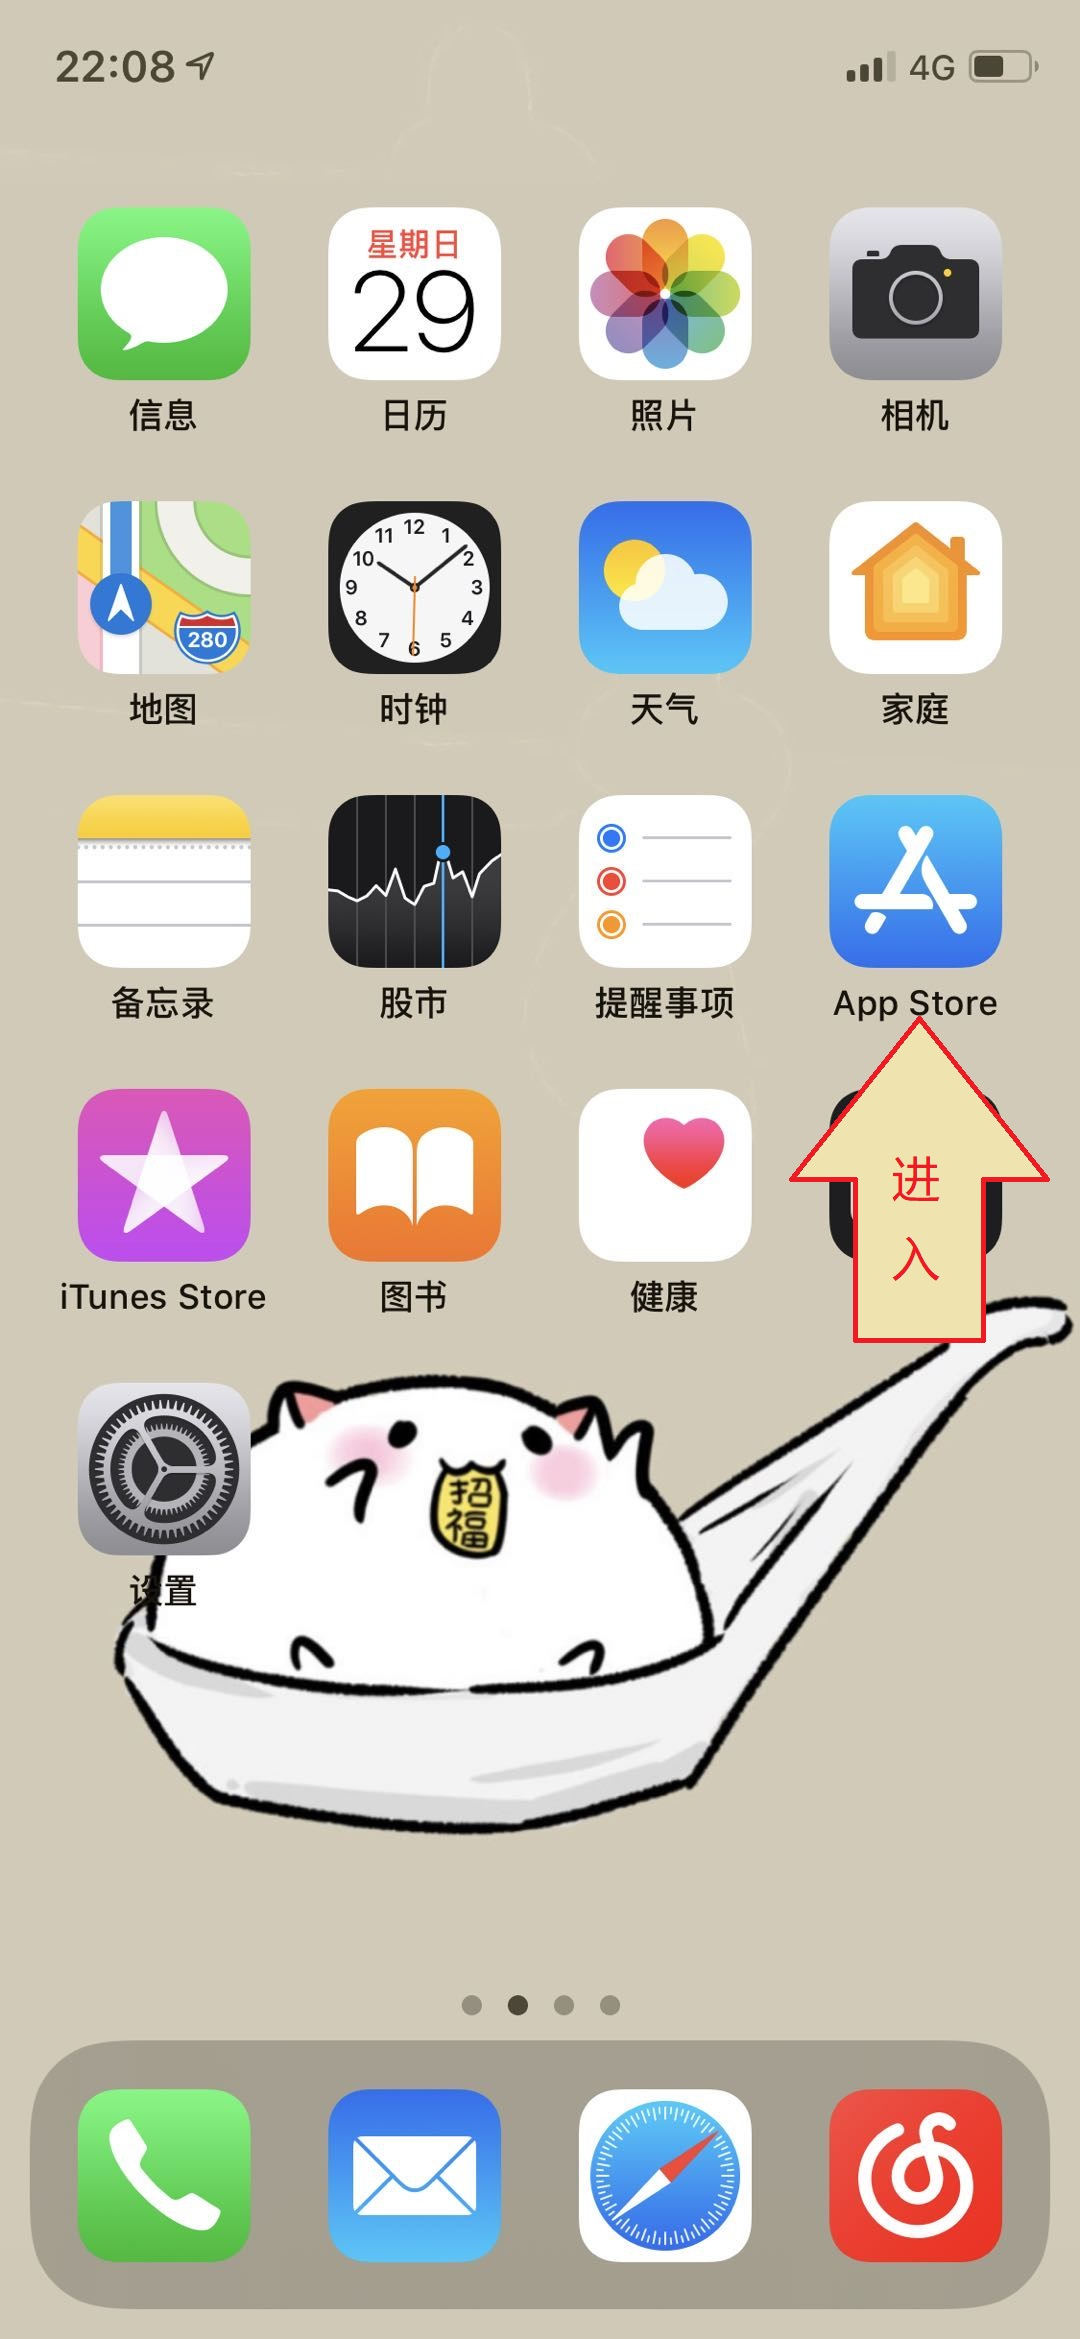 22:08
4G
星期日
29
信息
日历
照片
相机
12
11
1
10
2
9
3
8
4
7
5
6
280
地图
时钟
天气
家庭
备忘录
股市
提醒事项
App Store
进
入
iTunes Store
图书
健康
招
福
设置